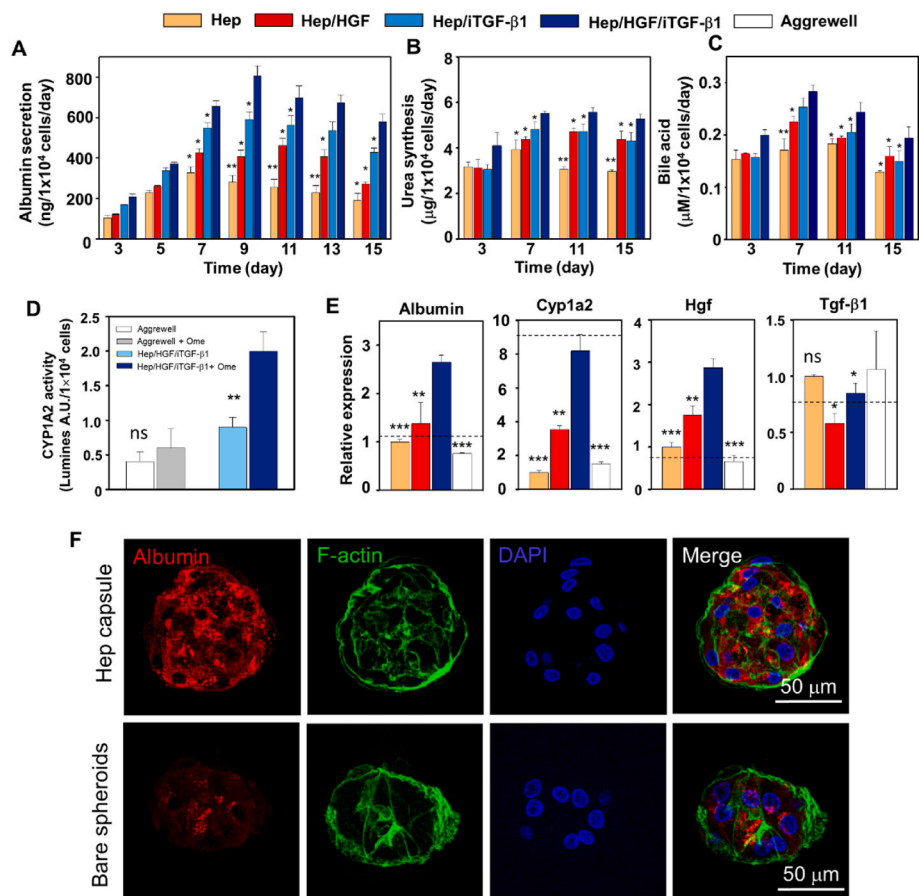 Hep Hep/HGF Hep/iTGF-β1 Hep/HGF/iTGF-β1 Aggrewell
A
Albumin secretion
(ng/1x10⁴ cells/day)
800
600
400
200
0
* ** * * ** * * ** * * ** * * * *
3 5 7 9 11 13 15
Time (day)
B
Urea synthesis
(μg/1x10⁴ cells/day)
8
6
4
2
0
* * * ** * * ** * *
3 7 11 15
Time (day)
C
Bile acid
(μM/1x10⁴ cells/day)
0.3
0.2
0.1
0
** * * * * * *
3 7 11 15
Time (day)
D
CYP1A2 activity
(Lumines A.U./1×10⁴ cells)
2.5
2.0
1.5
1.0
0.5
0
Aggrewell
Aggrewell + Ome
Hep/HGF/iTGF-β1
Hep/HGF/iTGF-β1+ Ome
ns
**
E
Relative expression
Albumin
4
3
2
1
0
*** ** ***
Cyp1a2
10
8
6
4
2
0
*** ** ***
Hgf
4
3
2
1
0
*** ** ***
Tgf-β1
1.5
1.0
0.5
0.0
ns * *
F
Hep capsule
Albumin
F-actin
DAPI
Merge
50 μm
Bare spheroids
50 μm